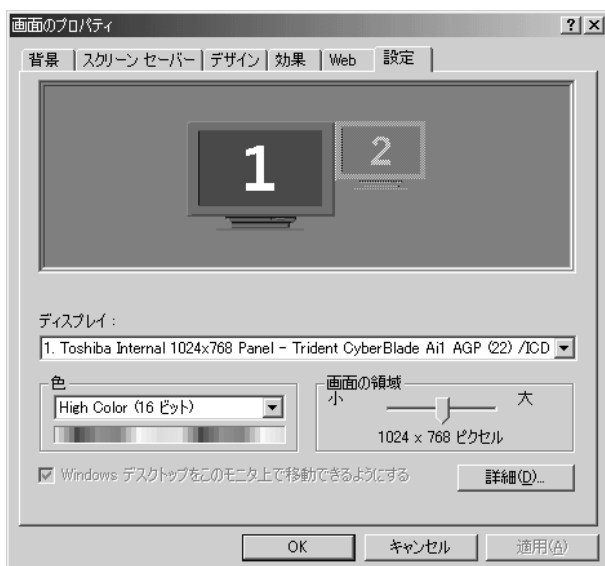 画面のプロパティ
? ×
背景 スクリーン セーバー デザイン 効果 Web 設定
1 2
ディスプレイ :
1. Toshiba Internal 1024x768 Panel - Trident CyberBlade Ai1 AGP (22) /ICD
色
High Color (16 ビット)
画面の領域
小 大
1024 x 768 ピクセル
Windows デスクトップをこのモニタ上で移動できるようにする
詳細(D)...
OK キャンセル 適用(A)